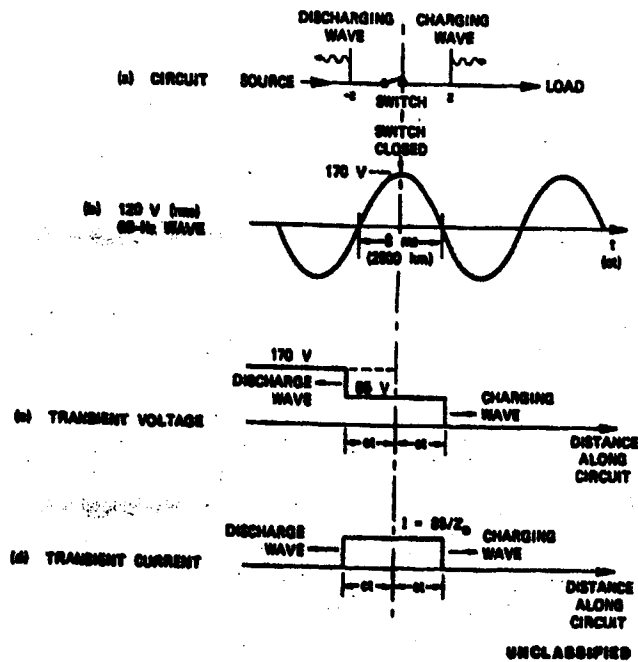 DISCHARGING WAVE
CHARGING WAVE
(a) CIRCUIT
SOURCE
LOAD
-z
z
SWITCH
SWITCH CLOSED
170 V
(b) 120 V (rms)
60-Hz WAVE
8 ms
(2500 km)
t
(ct)
170 V
DISCHARGE WAVE
85 V
CHARGING WAVE
TRANSIENT VOLTAGE
ct
ct
DISTANCE ALONG CIRCUIT
DISCHARGE WAVE
I = 85/Z₀
CHARGING WAVE
(d) TRANSIENT CURRENT
ct
ct
DISTANCE ALONG CIRCUIT
UNCLASSIFIED